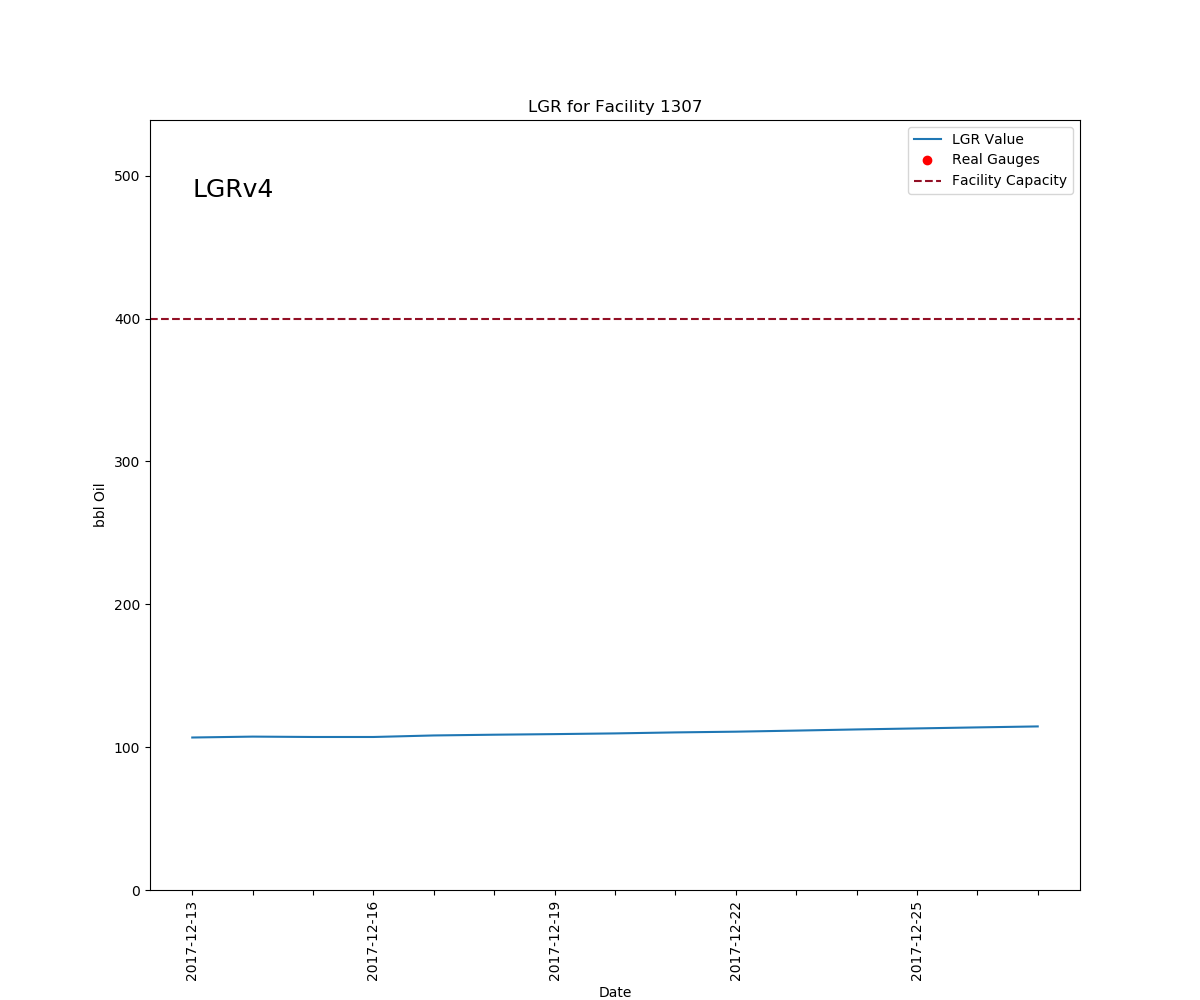 LGR for Facility 1307
LGRv4
LGR Value
Real Gauges
Facility Capacity
500
400
300
200
100
0
bbl Oil
2017-12-13
2017-12-16
2017-12-19
2017-12-22
2017-12-25
Date